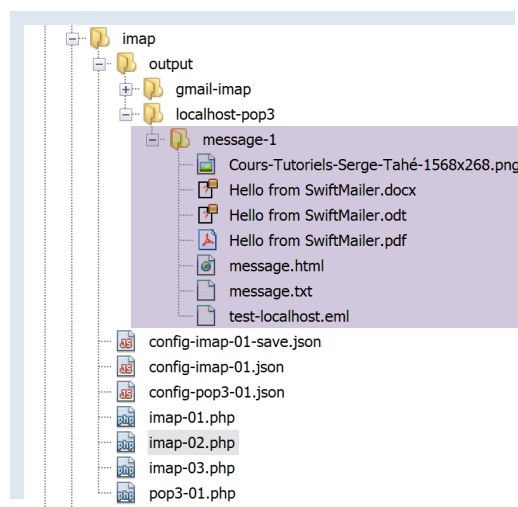 imap
output
gmail-imap
localhost-pop3
message-1
Cours-Tutoriels-Serge-Tahé-1568x268.png
Hello from SwiftMailer.docx
Hello from SwiftMailer.odt
Hello from SwiftMailer.pdf
message.html
message.txt
test-localhost.eml
config-imap-01-save.json
config-imap-01.json
config-pop3-01.json
imap-01.php
imap-02.php
imap-03.php
pop3-01.php